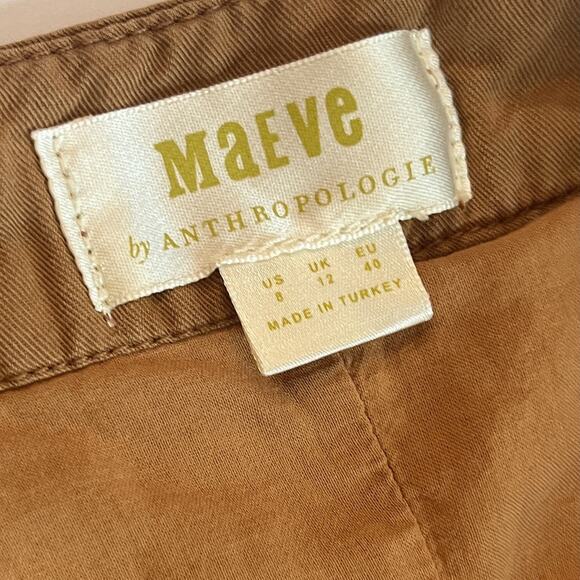 MaEVe
by ANTHROPOLOGIE
US UK EU
8 12 40
MADE IN TURKEY